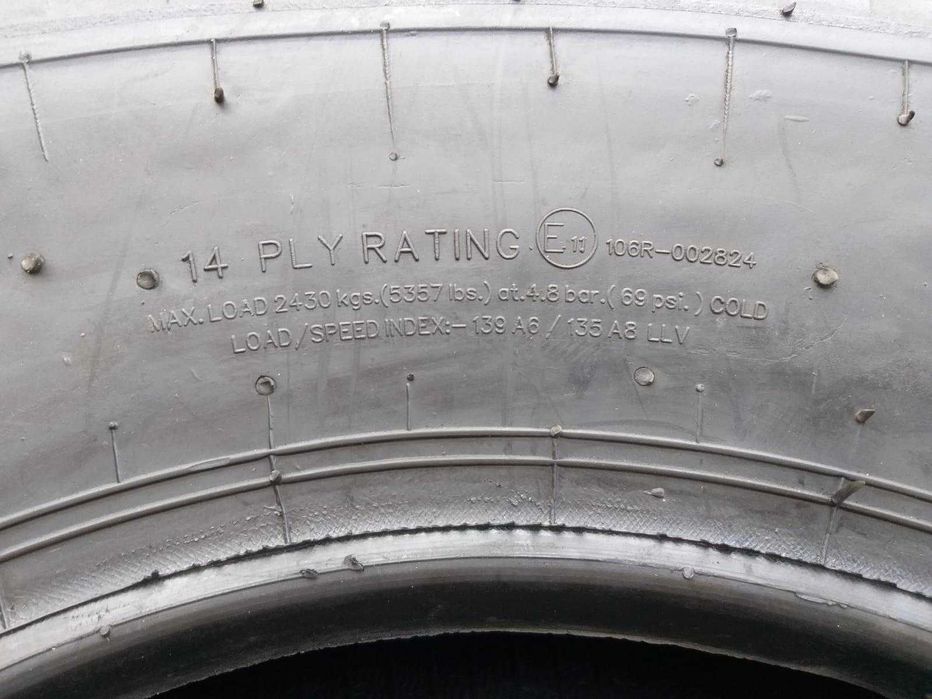 14 PLY RATING E11 106R-002824
MAX. LOAD 2430 kgs.(5357 lbs.) at.4.8 bar.( 69 psi. ) COLD
LOAD/SPEED INDEX:- 139 A6 / 135 A8 LLV